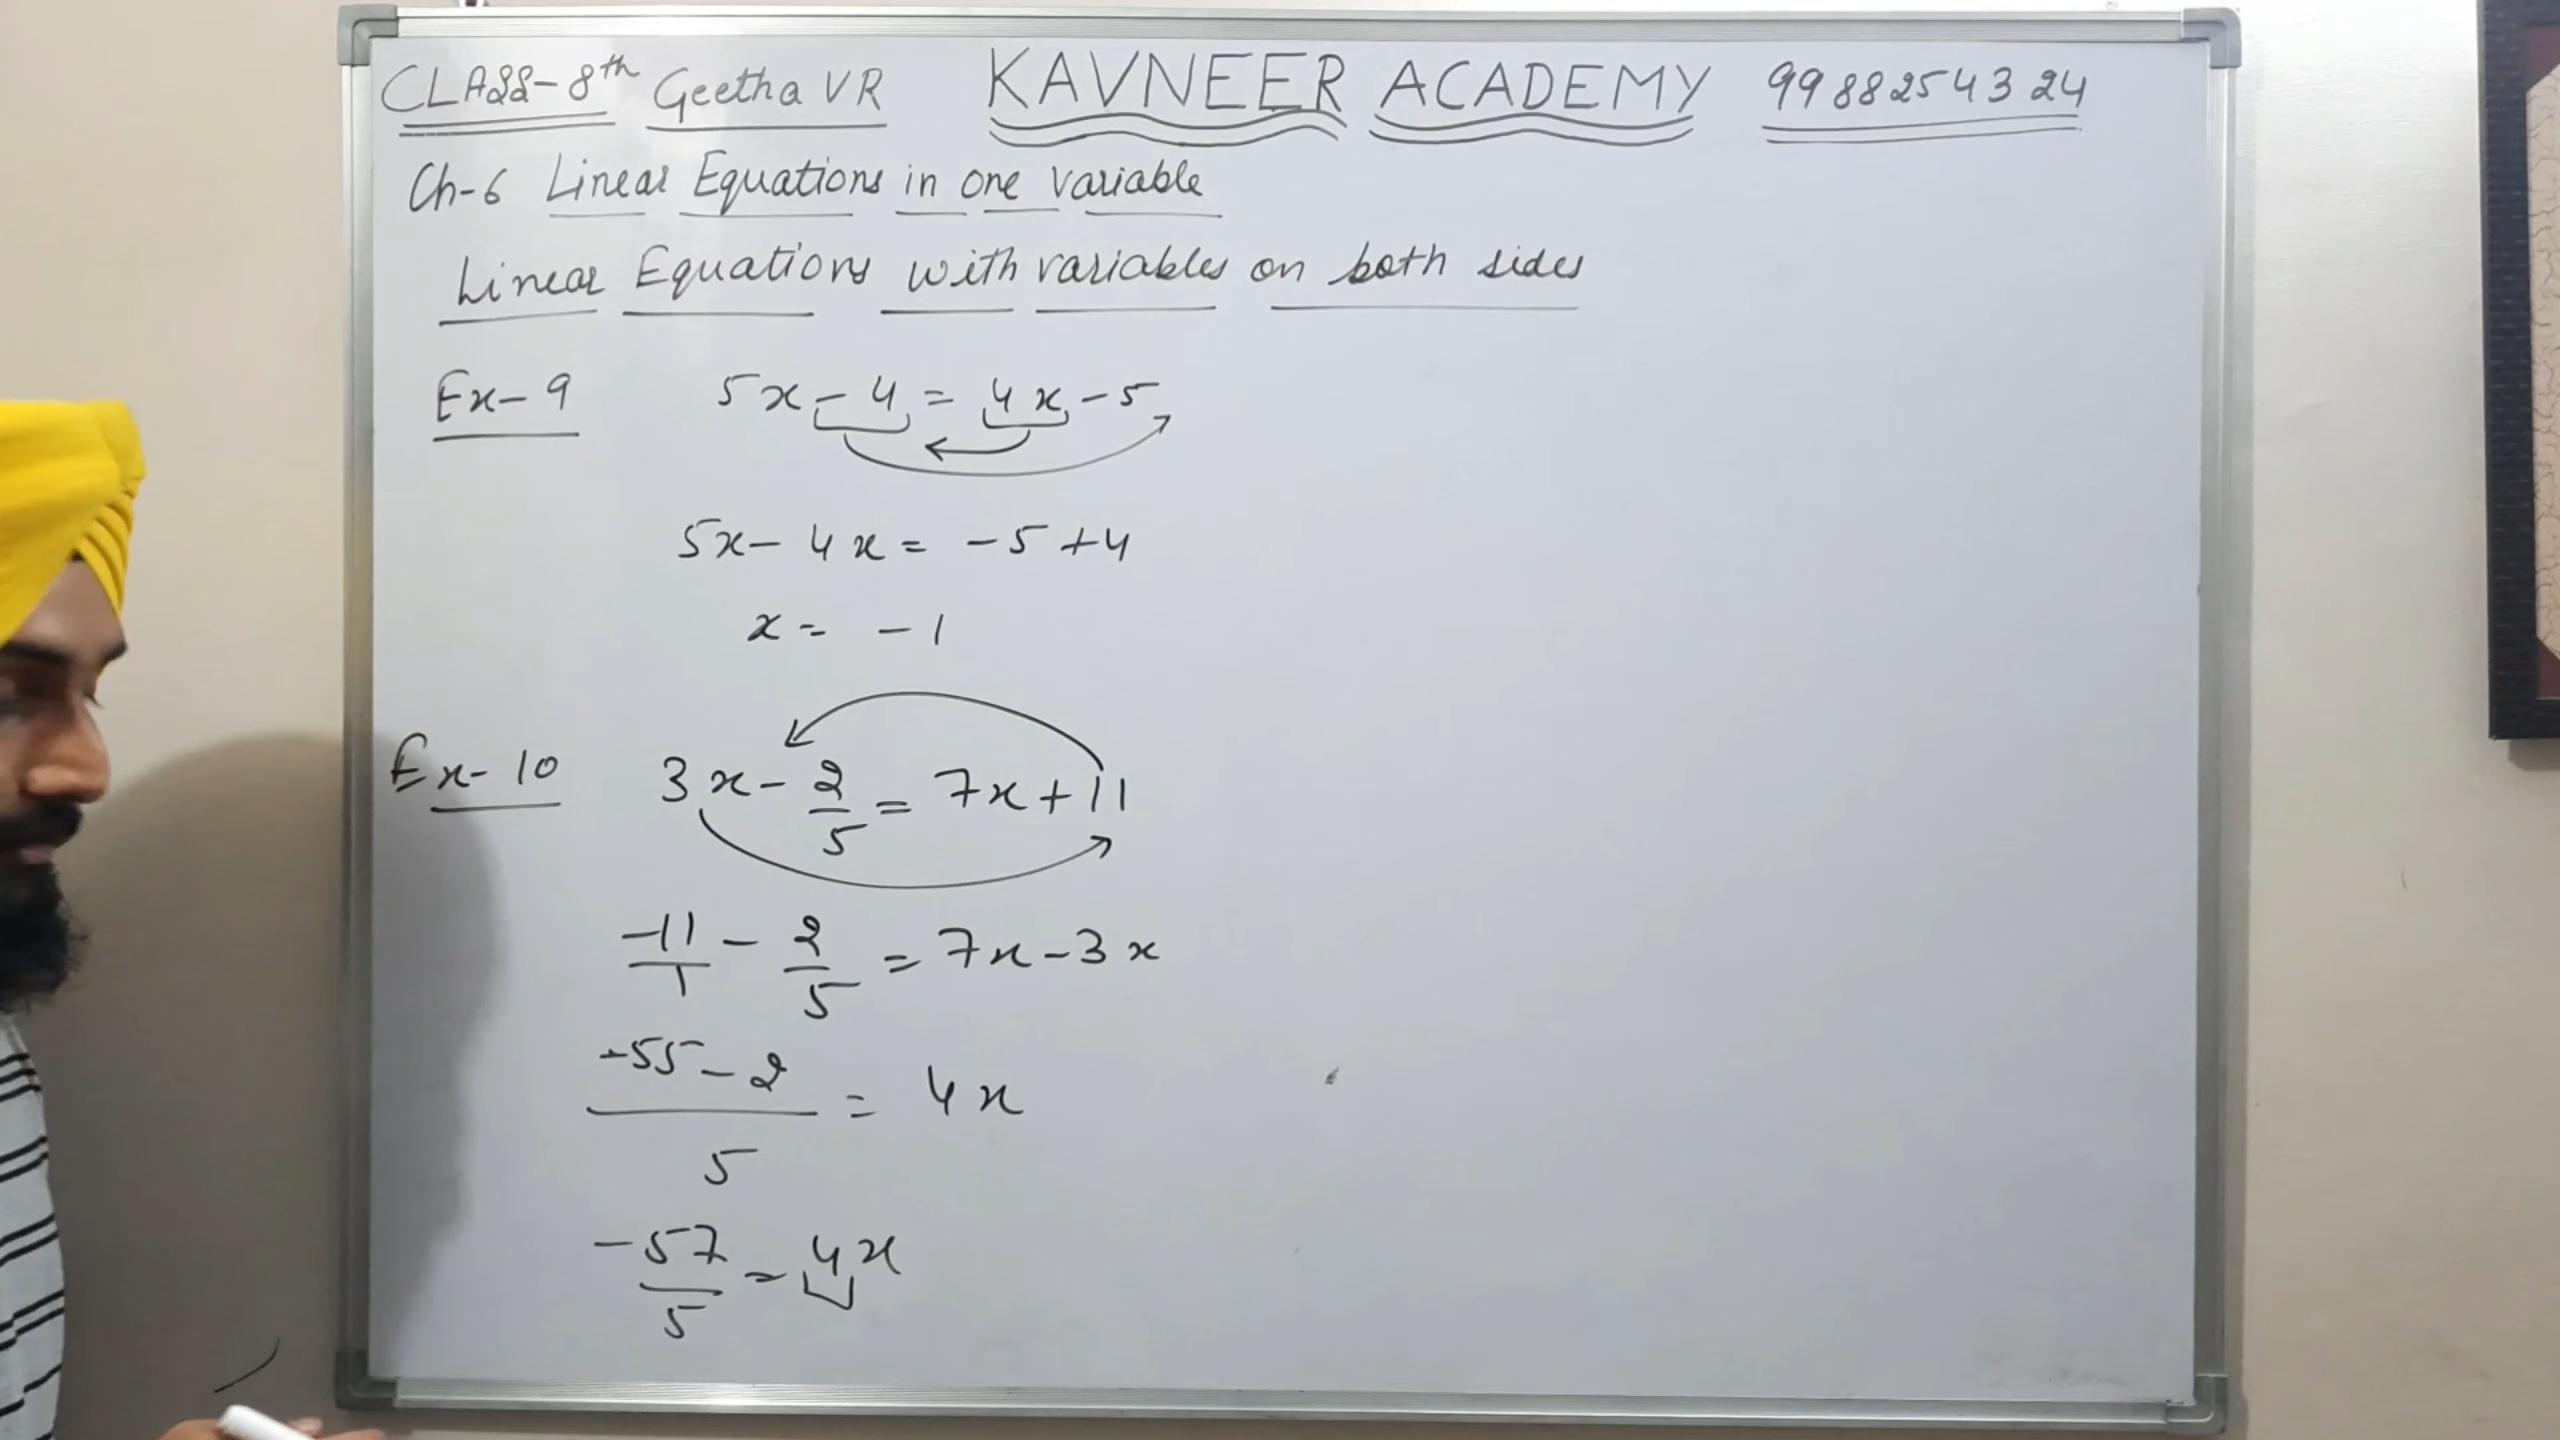 CLASS-8th Geetha VR KAVNEER ACADEMY 9988254324
Ch-6 Linear Equations in one variable
Linear Equations with variables on both sides
Ex-9 5x-4=4x-5
5x-4x=-5+4
x=-1
Ex-10 3x-2/5=7x+11
-11/1-2/5=7x-3x
-55-2/5=4x
-57/5=4x